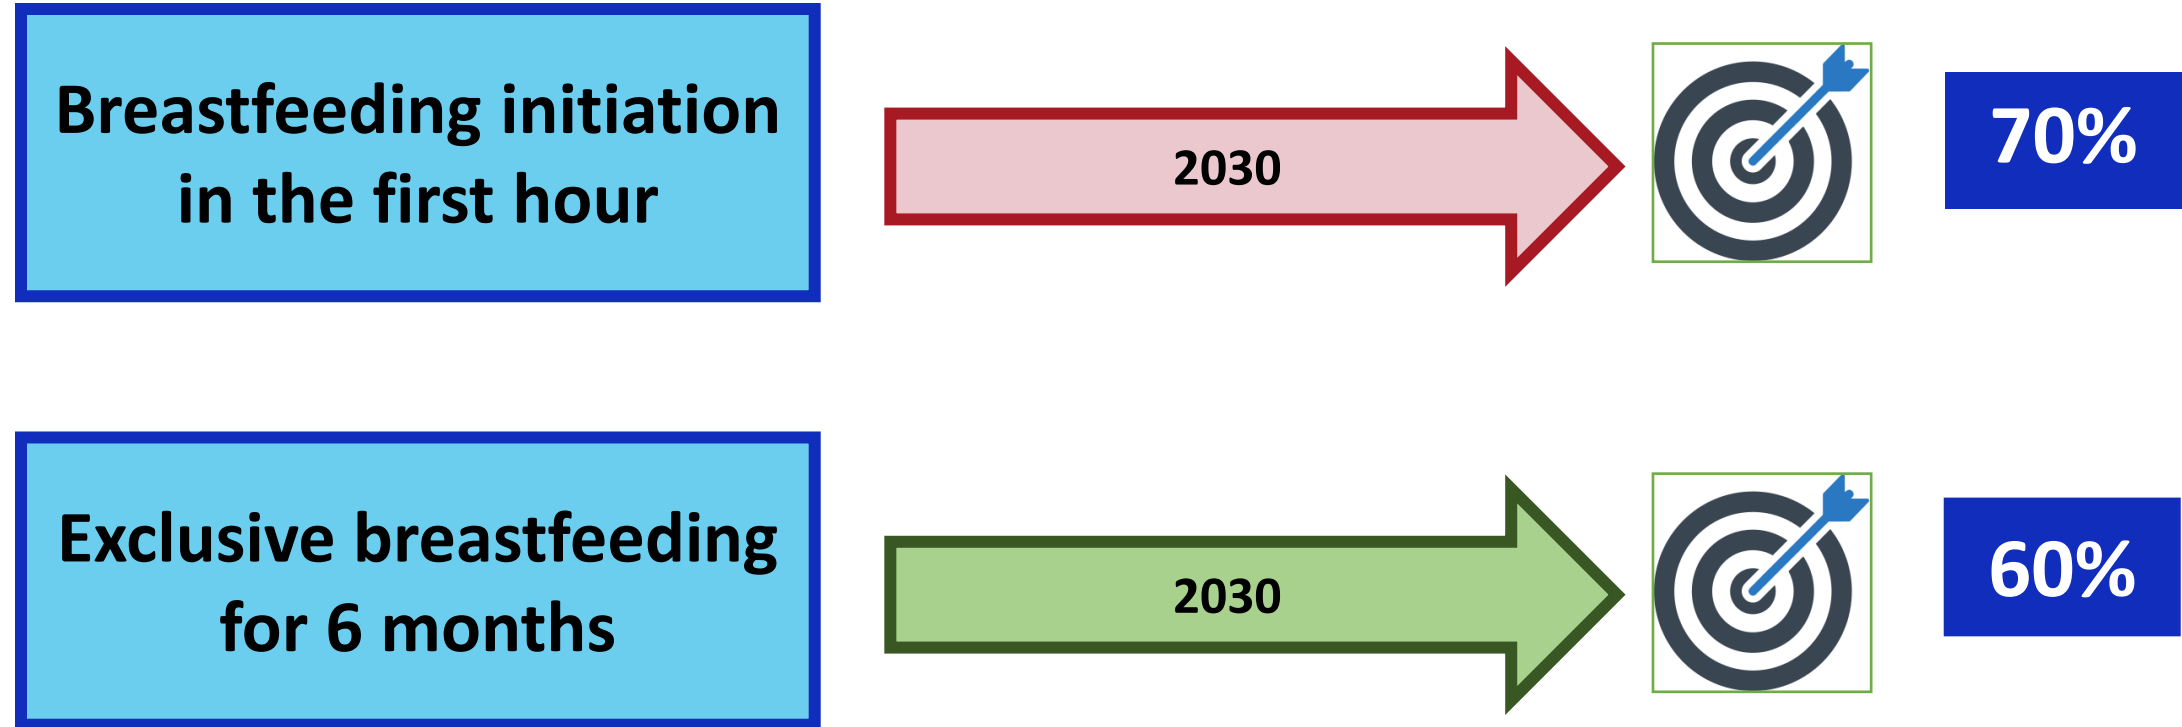 Breastfeeding initiation
in the first hour
2030
70%
Exclusive breastfeeding
for 6 months
2030
60%